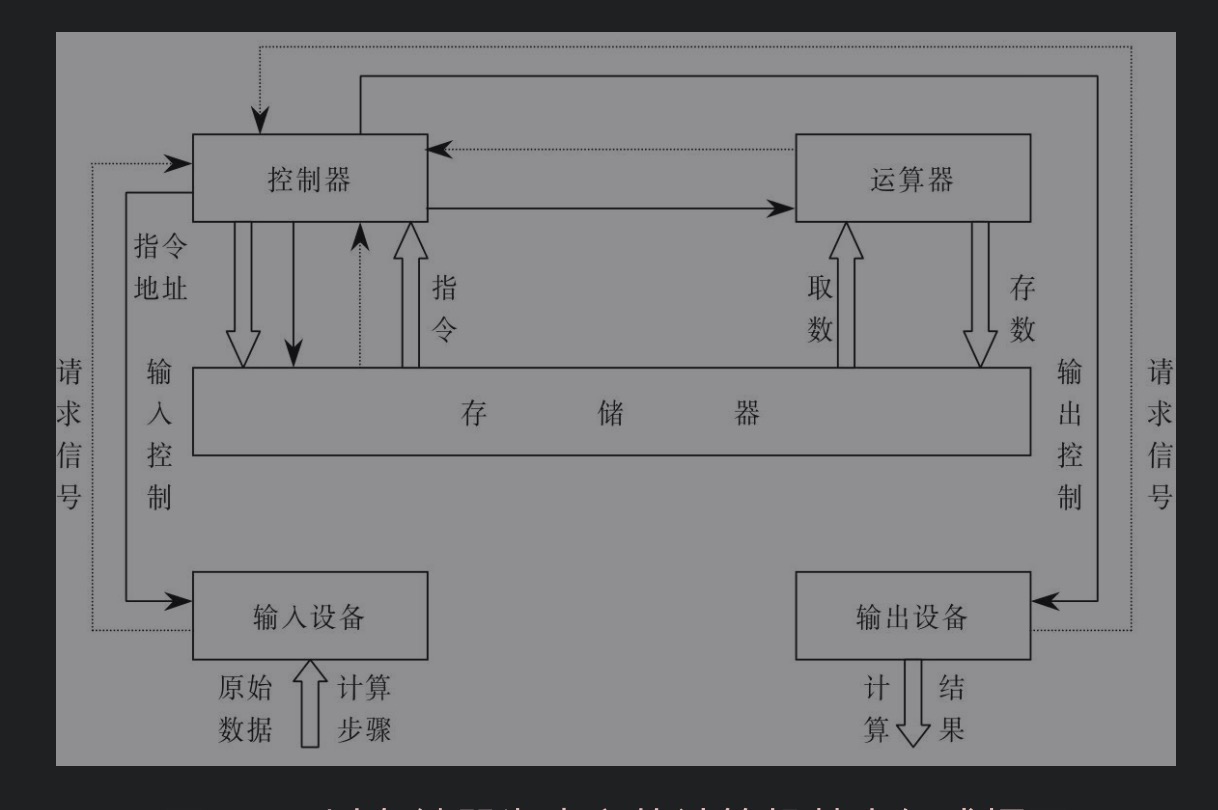 控制器
运算器
指令
地址
指
令
取
数
存
数
请
求
信
号
输
入
控
制
存 储 器
输
出
控
制
请
求
信
号
输入设备
输出设备
原始
数据
计算
步骤
计
算
结
果